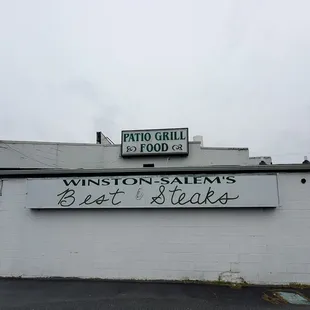 PATIO GRILL
FOOD
WINSTON-SALEM'S
Best Steaks